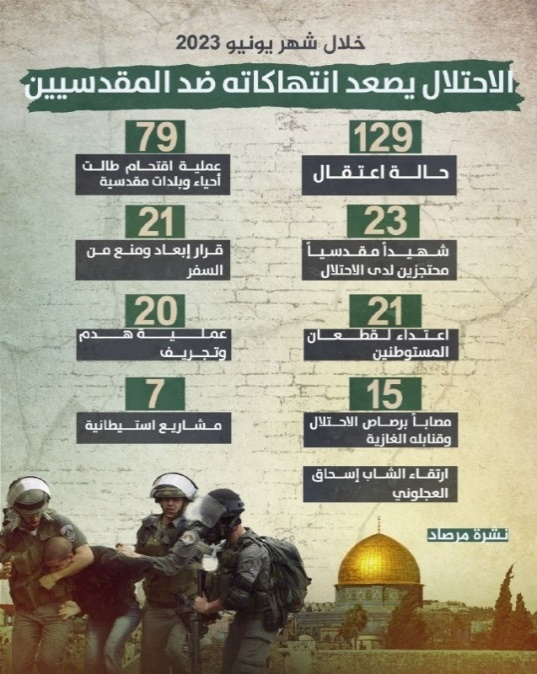 خلال شهر يونيو 2023
الاحتلال يصعد انتهاكاته ضد المقدسيين
129
حالة اعتقال
79
عملية اقتحام طالت
أحياء وبلدات مقدسية
23
شهيداً مقدسياً
محتجزين لدى الاحتلال
21
قرار إبعاد ومنع من
السفر
21
اعتداء لقطعان
المستوطنين
20
عملية هدم
وتجريف
15
مصاباً برصاص الاحتلال
وقنابله الغازية
7
مشاريع استيطانية
ارتقاء الشاب إسحاق
العجلوني
نشرة مرصاد